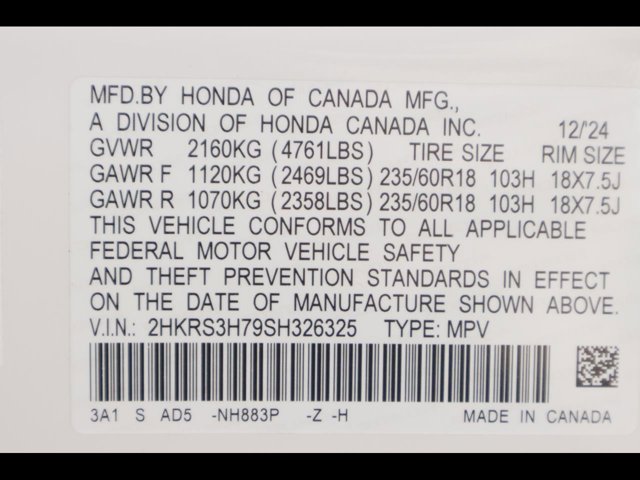 MFD.BY HONDA OF CANADA MFG.,
A DIVISION OF HONDA CANADA INC. 12/'24
GVWR 2160KG (4761LBS) TIRE SIZE RIM SIZE
GAWR F 1120KG (2469LBS) 235/60R18 103H 18X7.5J
GAWR R 1070KG (2358LBS) 235/60R18 103H 18X7.5J
THIS VEHICLE CONFORMS TO ALL APPLICABLE
FEDERAL MOTOR VEHICLE SAFETY
AND THEFT PREVENTION STANDARDS IN EFFECT
ON THE DATE OF MANUFACTURE SHOWN ABOVE.
V.I.N.: 2HKRS3H79SH326325 TYPE: MPV
3A1 S AD5 -NH883P -Z -H MADE IN CANADA